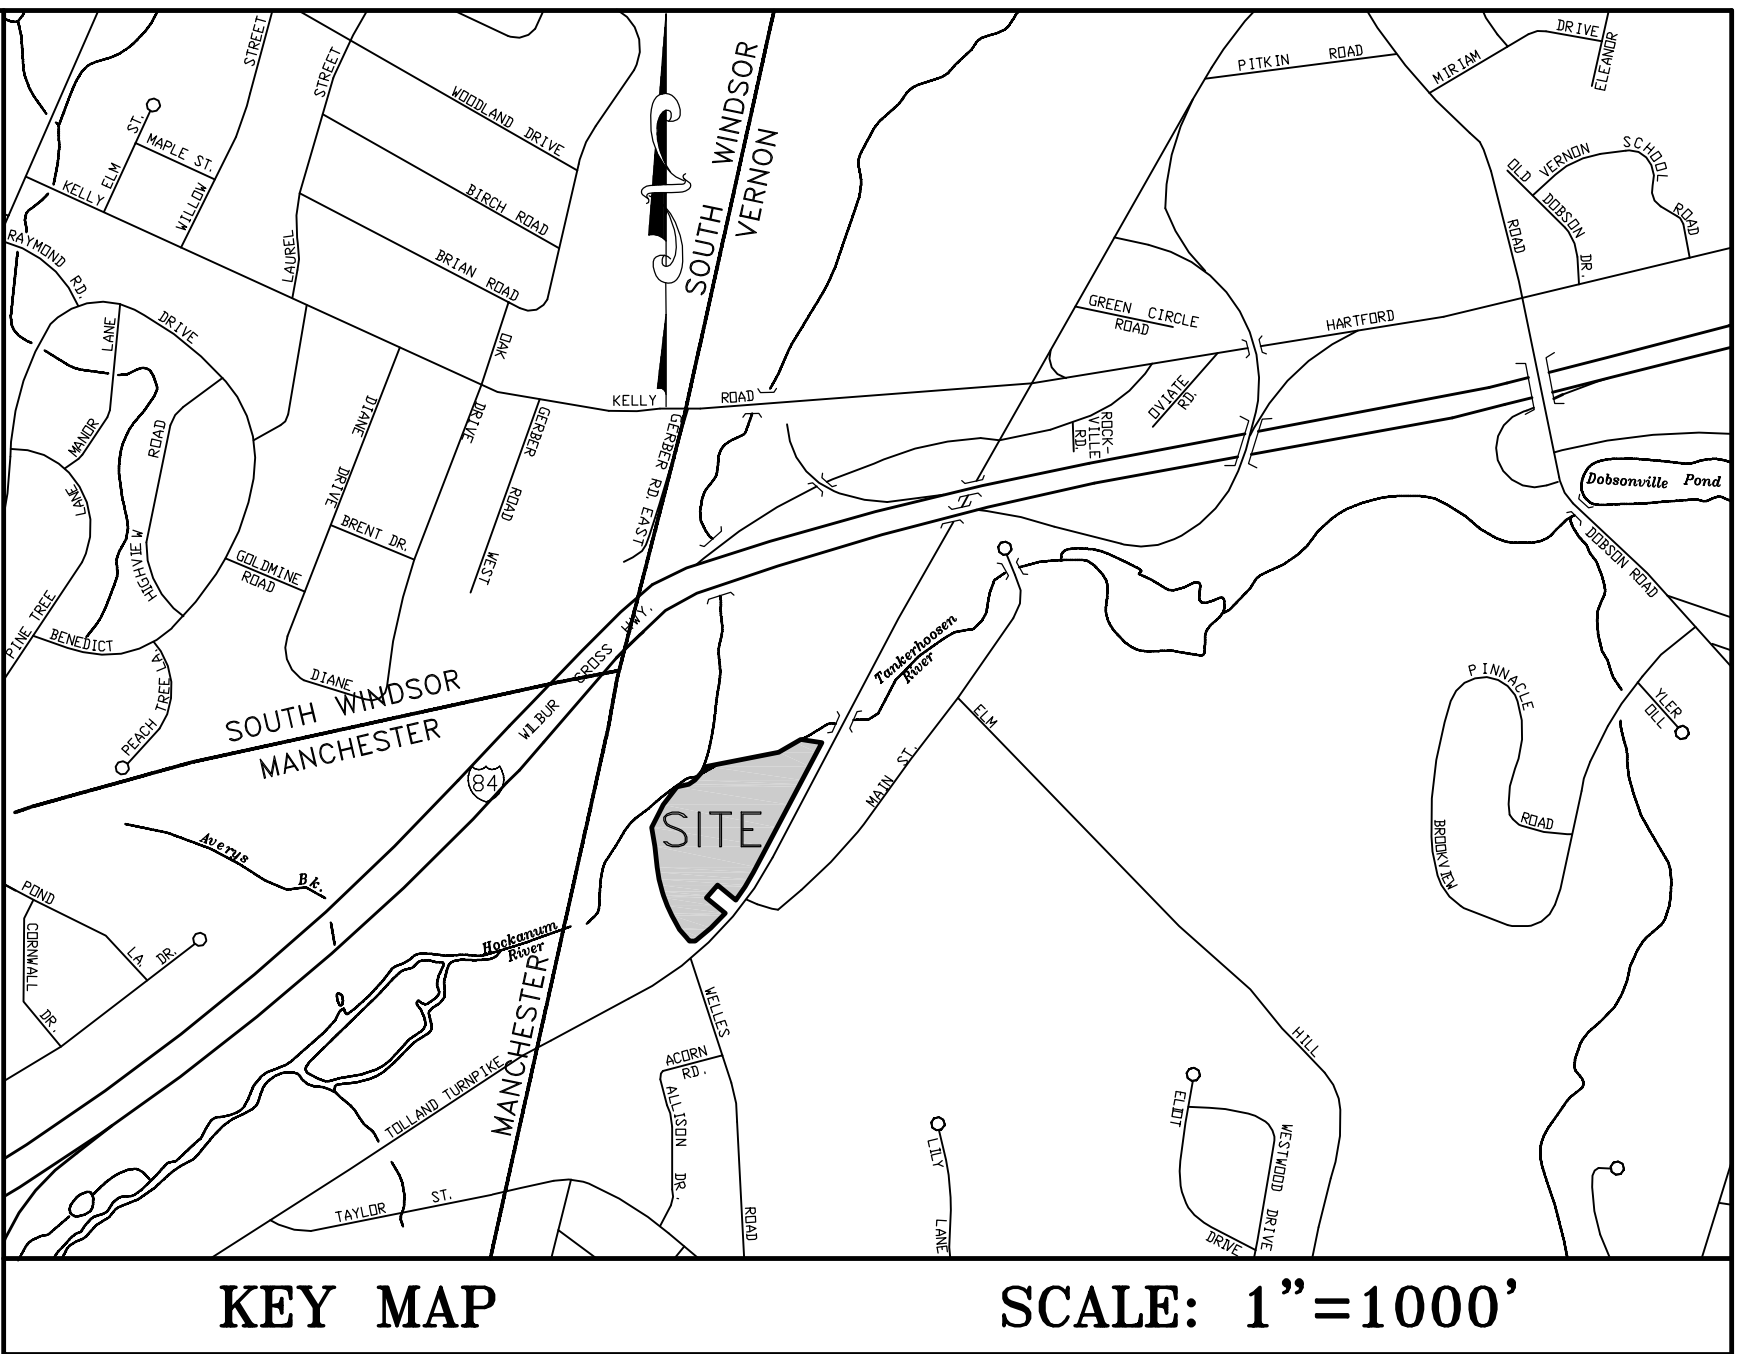 STREET
STREET
WOODLAND DRIVE
BIRCH ROAD
BRIAN ROAD
ELM ST.
MAPLE ST.
WILLOW
KELLY
LAUREL
RAYMOND RD.
DRIVE
LANE
MANOR
LANE
ROAD
HIGHVIEW
PINE TREE
BENEDICT
PEACH TREE LA.
GOLDMINE
ROAD
DIANE
DRIVE
BRENT DR.
DIANE
OAK
DRIVE
GERBER
ROAD
WEST
KELLY ROAD
GERBER RD. EAST
SOUTH WINDSOR
VERNON
PITKIN ROAD
MIRIAM
DRIVE
ELEANOR
OLD
VERNON
SCHOOL
ROAD
DOBSON
DR.
ROAD
GREEN CIRCLE
ROAD
HARTFORD
OVIATE
RD.
ROCK-
VILLE
RD.
Dobsonville Pond
DOBSON ROAD
SOUTH WINDSOR
MANCHESTER
WILBUR CROSS HWY.
84
Tankerhoosen
River
ELM
MAIN ST.
SITE
PINNACLE
ROAD
BROOKVIEW
YLER
OLL
Averys
Bk.
POND
LA.
DR.
CORNWALL
DR.
Hockanum
River
MANCHESTER
TOLLAND TURNPIKE
WELLES
ACORN
RD.
ALLISON DR.
ROAD
TAYLOR ST.
HILL
LILY
LANE
ELIOT
DRIVE
WESTWOOD DRIVE
KEY MAP
SCALE: 1"=1000'